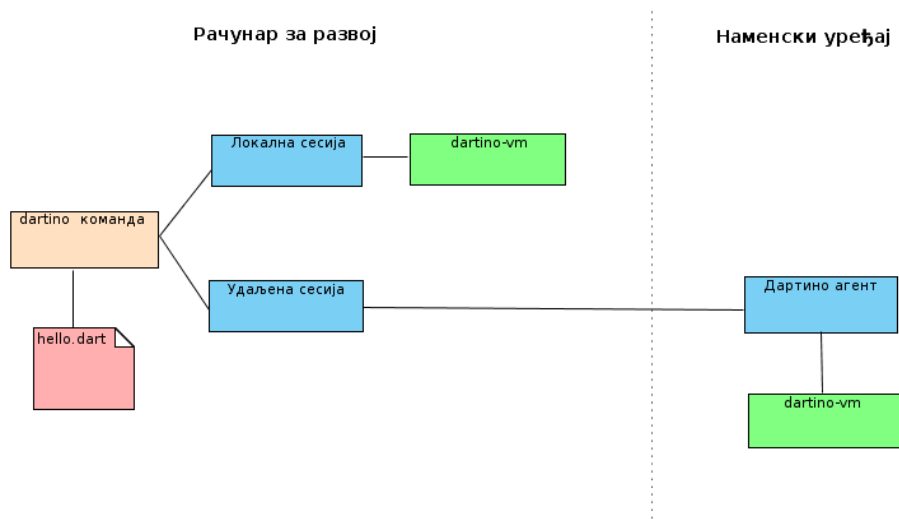 Рачунар за развој
Наменски уређај
Локална сесија
dartino-vm
dartino команда
Удаљена сесија
Дартино агент
hello.dart
dartino-vm